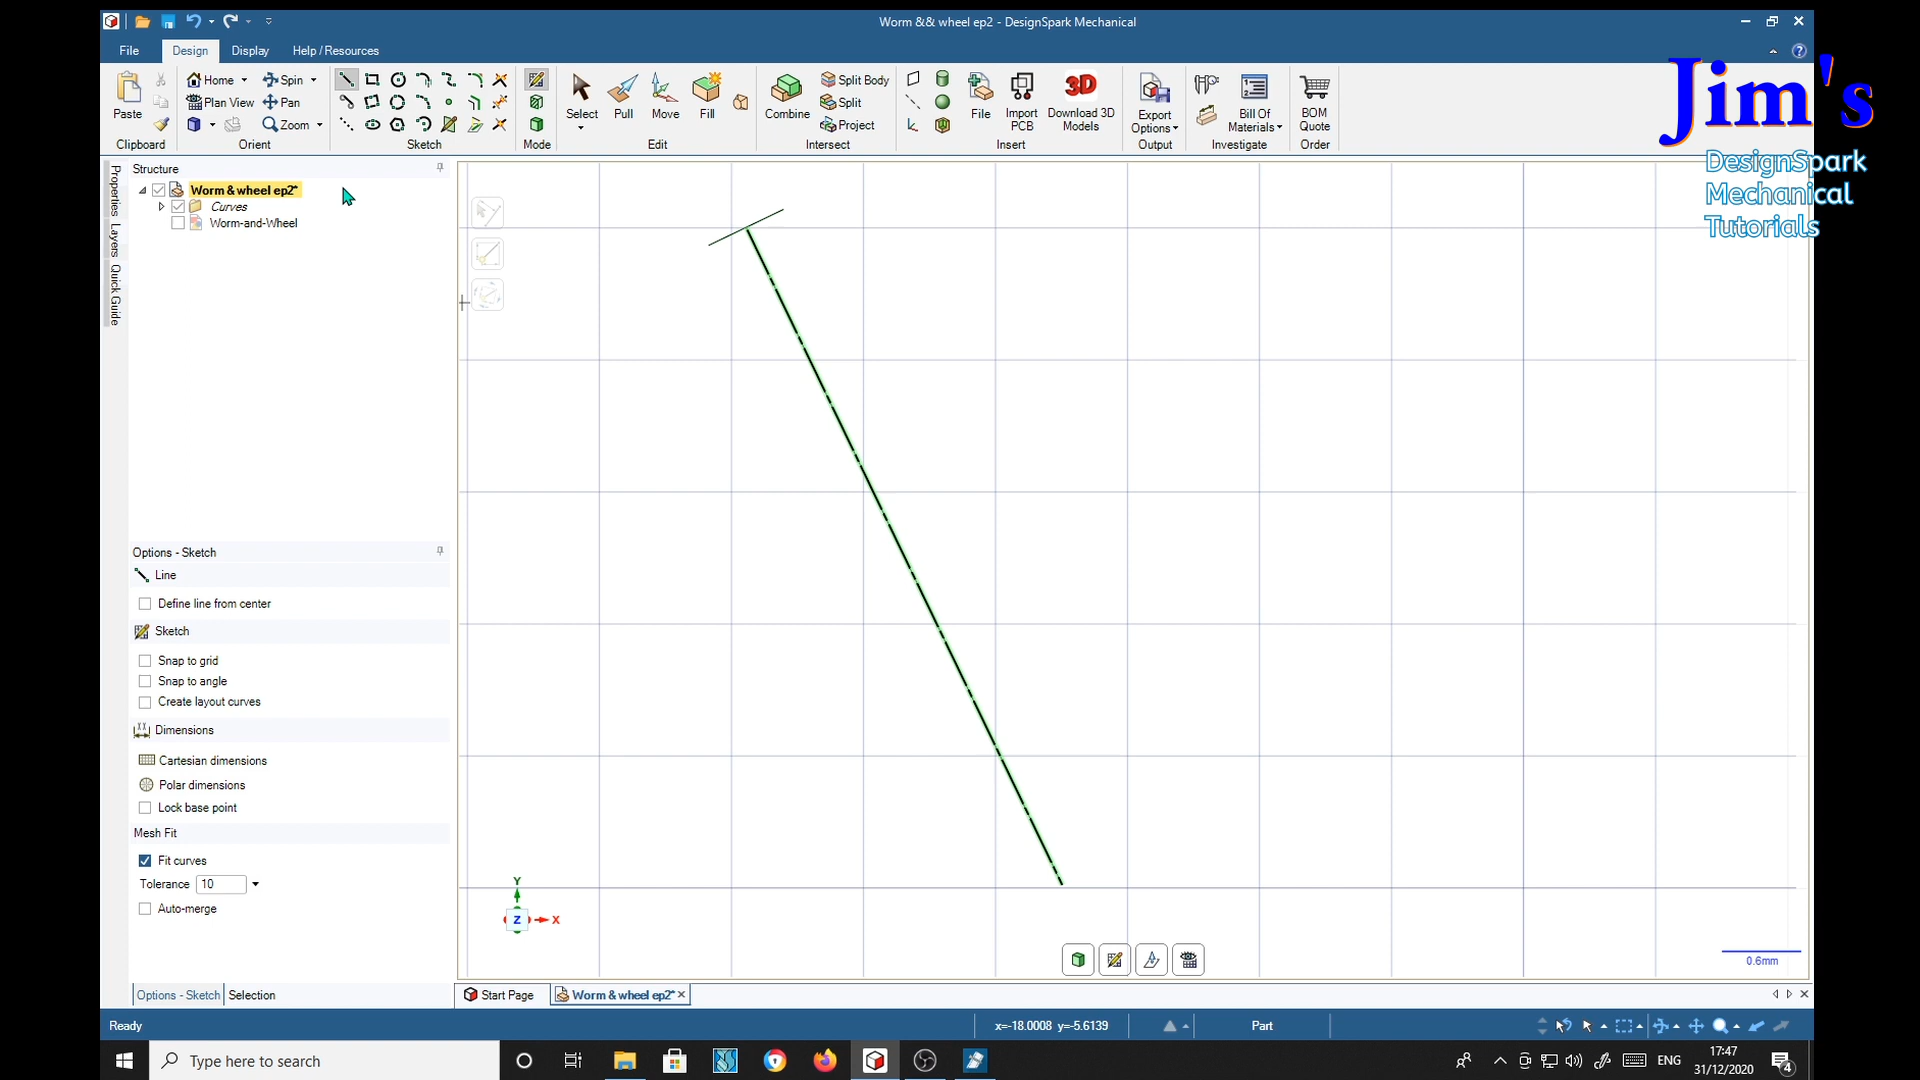 Worm && wheel ep2 - DesignSpark Mechanical
File Design Display Help / Resources
Jim's
DesignSpark
Mechanical
Tutorials
Paste
Clipboard
Home
Plan View
Spin
Pan
Zoom
Orient
Sketch
Mode
Select
Pull
Move
Fill
Edit
Combine
Split Body
Split
Project
Intersect
File
Import
PCB
3D
Download 3D
Models
Insert
Export
Options
Output
Bill Of
Materials
Investigate
BOM
Quote
Order
Properties
Layers
Quick Guide
Structure
Worm & wheel ep2*
Curves
Worm-and-Wheel
Options - Sketch
Line
Define line from center
Sketch
Snap to grid
Snap to angle
Create layout curves
Dimensions
Cartesian dimensions
Polar dimensions
Lock base point
Mesh Fit
Fit curves
Tolerance 10
Auto-merge
Options - Sketch Selection
Y
Z
X
0.6mm
Start Page
Worm & wheel ep2*
Ready
x=-18.0008 y=-5.6139
Part
Type here to search
ENG
17:47
31/12/2020
4